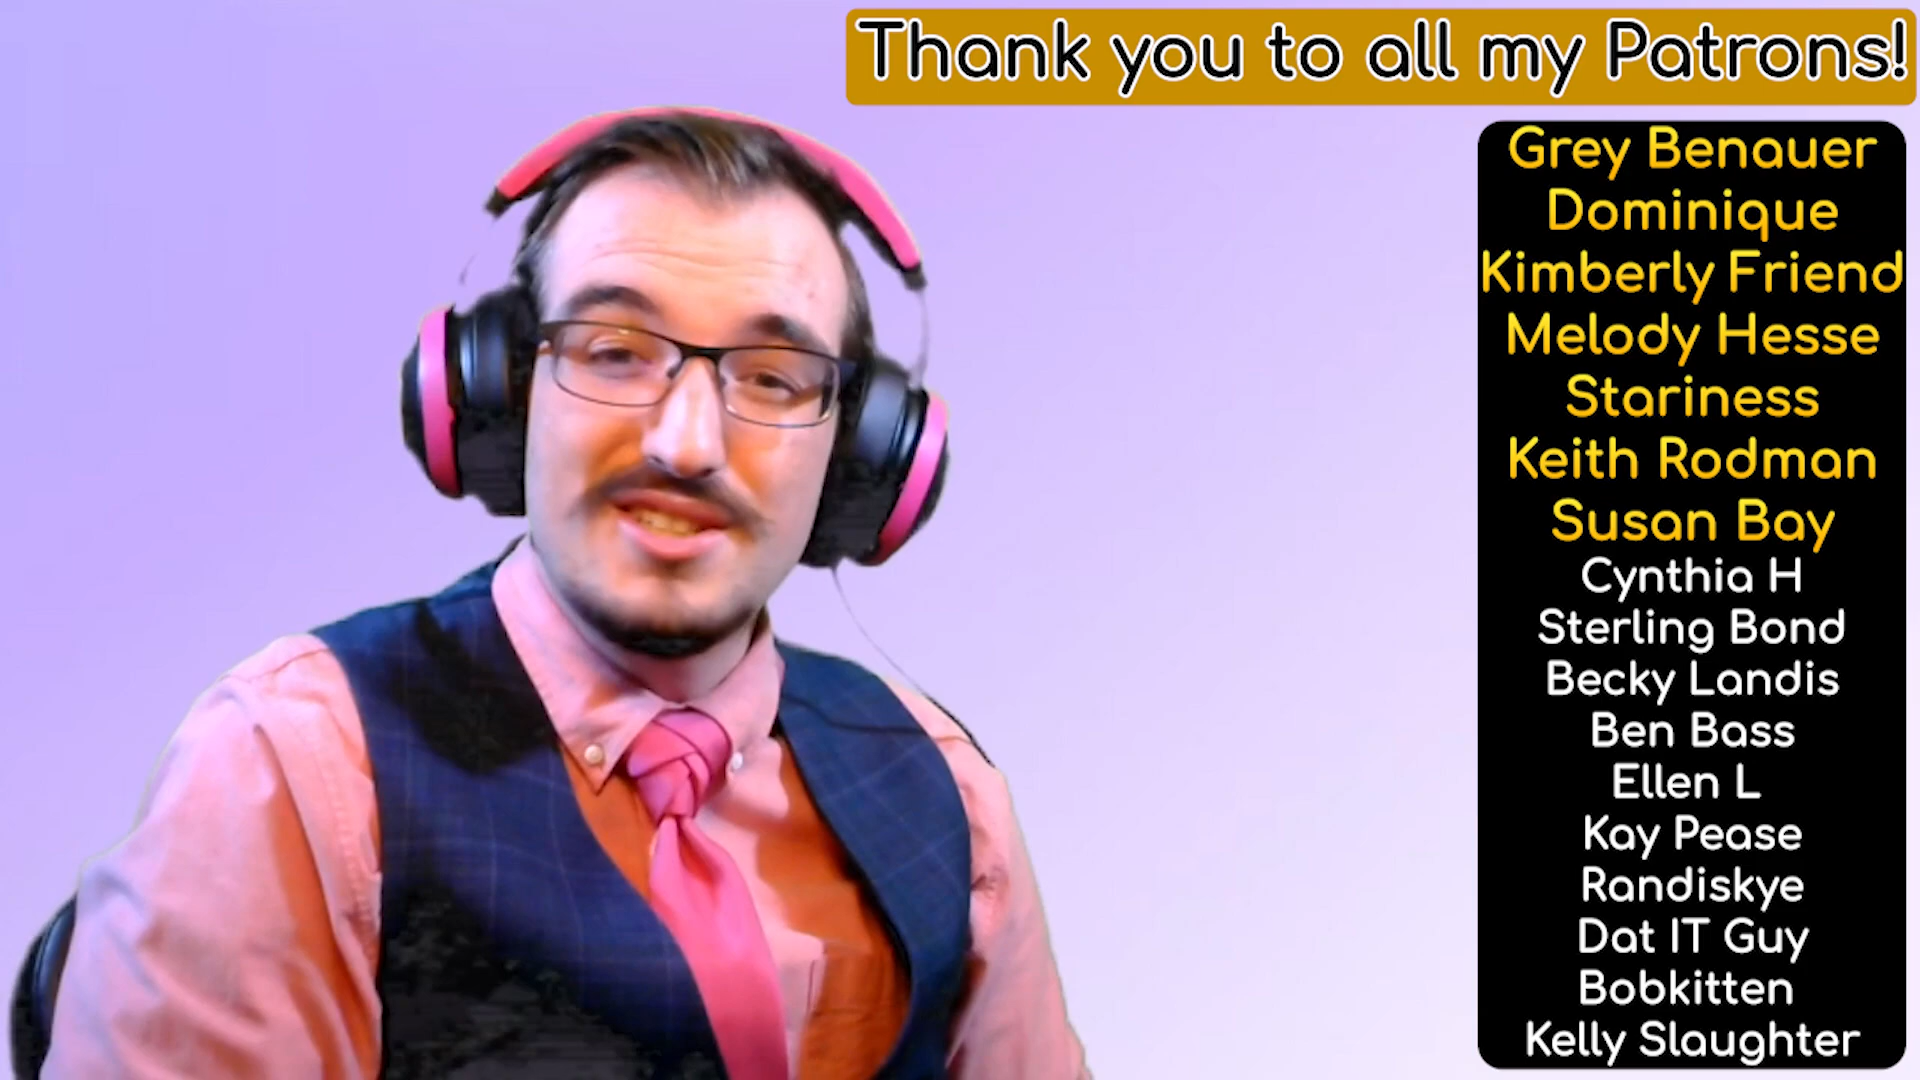 Thank you to all my Patrons!
Grey Benauer
Dominique
Kimberly Friend
Melody Hesse
Stariness
Keith Rodman
Susan Bay
Cynthia H
Sterling Bond
Becky Landis
Ben Bass
Ellen L
Kay Pease
Randiskye
Dat IT Guy
Bobkitten
Kelly Slaughter